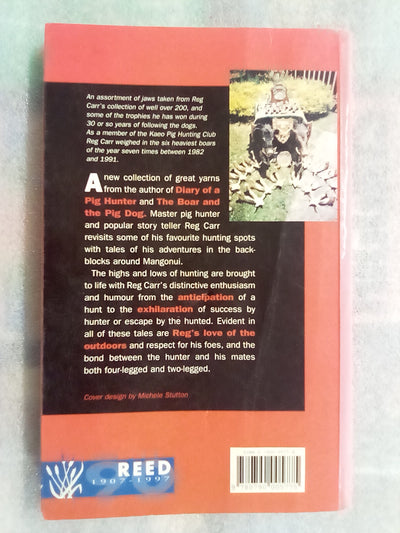 An assortment of jaws taken from Reg
Carr's collection of well over 200, and
some of the trophies he has won during
30 or so years of following the dogs.
As a member of the Kaeo Pig Hunting Club
Reg Carr weighed in the six heaviest boars
of the year seven times between 1982
and 1991.
A new collection of great yarns
from the author of Diary of a
Pig Hunter and The Boar and
the Pig Dog. Master pig hunter
and popular story teller Reg Carr
revisits some of his favourite hunting spots
with tales of his adventures in the back-
blocks around Mangonui.
The highs and lows of hunting are brought
to life with Reg Carr's distinctive enthusiasm
and humour from the anticipation of a
hunt to the exhilaration of success by
hunter or escape by the hunted. Evident in
all of these tales are Reg's love of the
outdoors and respect for his foes, and the
bond between the hunter and his mates
both four-legged and two-legged.
Cover design by Michele Stutton
REED
1907-1997